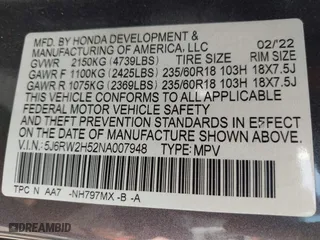 MFD. BY HONDA DEVELOPMENT &
MANUFACTURING OF AMERICA, LLC 02/'22
GVWR 2150KG (4739LBS) TIRE SIZE RIM SIZE
GAWR F 1100KG (2425LBS) 235/60R18 103H 18X7.5J
GAWR R 1075KG (2369LBS) 235/60R18 103H 18X7.5J
THIS VEHICLE CONFORMS TO ALL APPLICABLE
FEDERAL MOTOR VEHICLE SAFETY AND THEFT
PREVENTION STANDARDS IN EFFECT ON THE DATE
OF MANUFACTURE SHOWN ABOVE.
V.I.N: 5J6RW2H52NA007948 TYPE: MPV
TPC N AA7 -NH797MX -B -A
DREAMBID